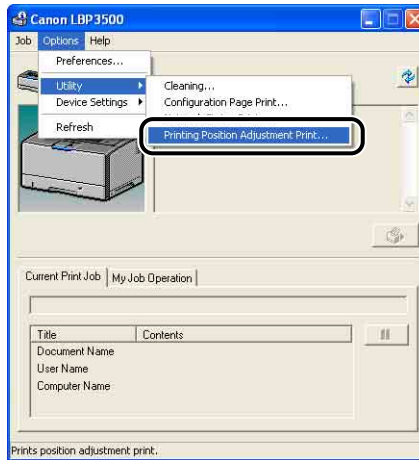 Canon LBP3500
Job Options Help
Preferences...
Utility
Device Settings
Refresh
Cleaning...
Configuration Page Print...
Printing Position Adjustment Print...
Current Print Job My Job Operation
Title Contents
Document Name
User Name
Computer Name
Prints position adjustment print.